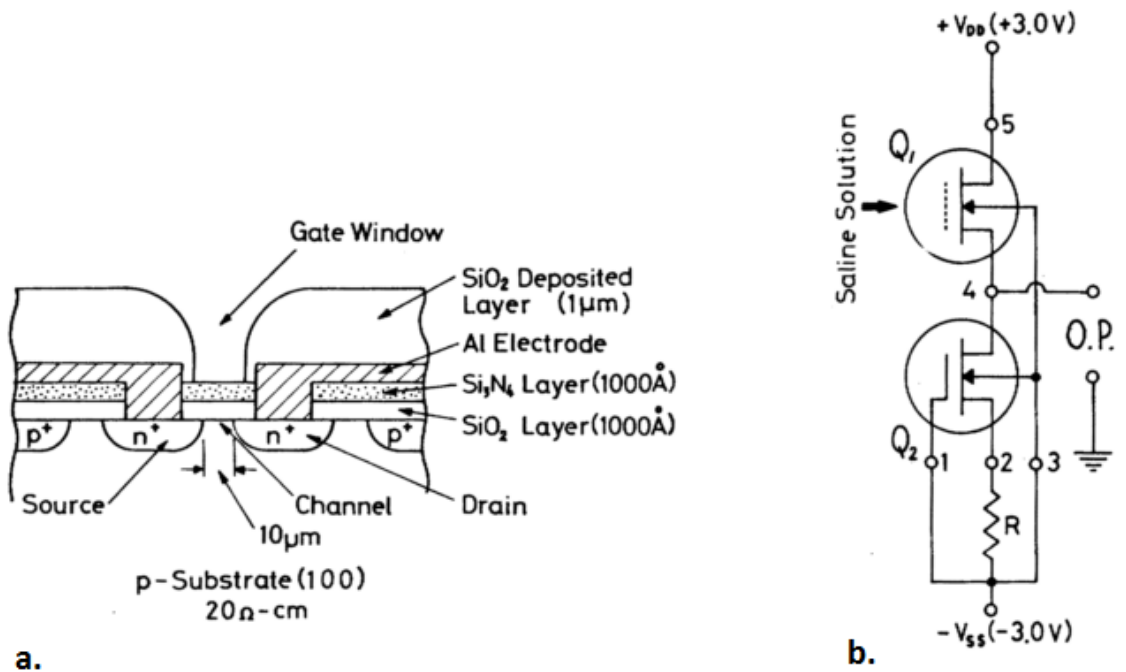 Gate Window
SiO₂ Deposited
Layer (1μm)
Al Electrode
Si₃N₄ Layer(1000Å)
SiO₂ Layer(1000Å)
p⁺
n⁺
n⁺
p⁺
Source
Channel
Drain
10μm
p-Substrate(100)
20Ω-cm
a.
+V_DD(+3.0V)
5
Q₁
Saline Solution
4
O.P.
Q₂
1
2
3
R
-V_SS(-3.0V)
b.